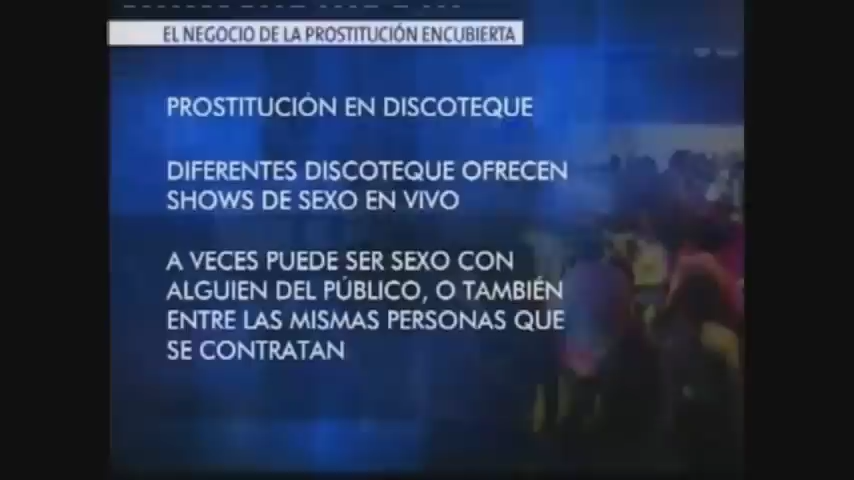 EL NEGOCIO DE LA PROSTITUCIÓN ENCUBIERTA
PROSTITUCIÓN EN DISCOTEQUE
DIFERENTES DISCOTEQUE OFRECEN
SHOWS DE SEXO EN VIVO
A VECES PUEDE SER SEXO CON
ALGUIEN DEL PÚBLICO, O TAMBIÉN
ENTRE LAS MISMAS PERSONAS QUE
SE CONTRATAN